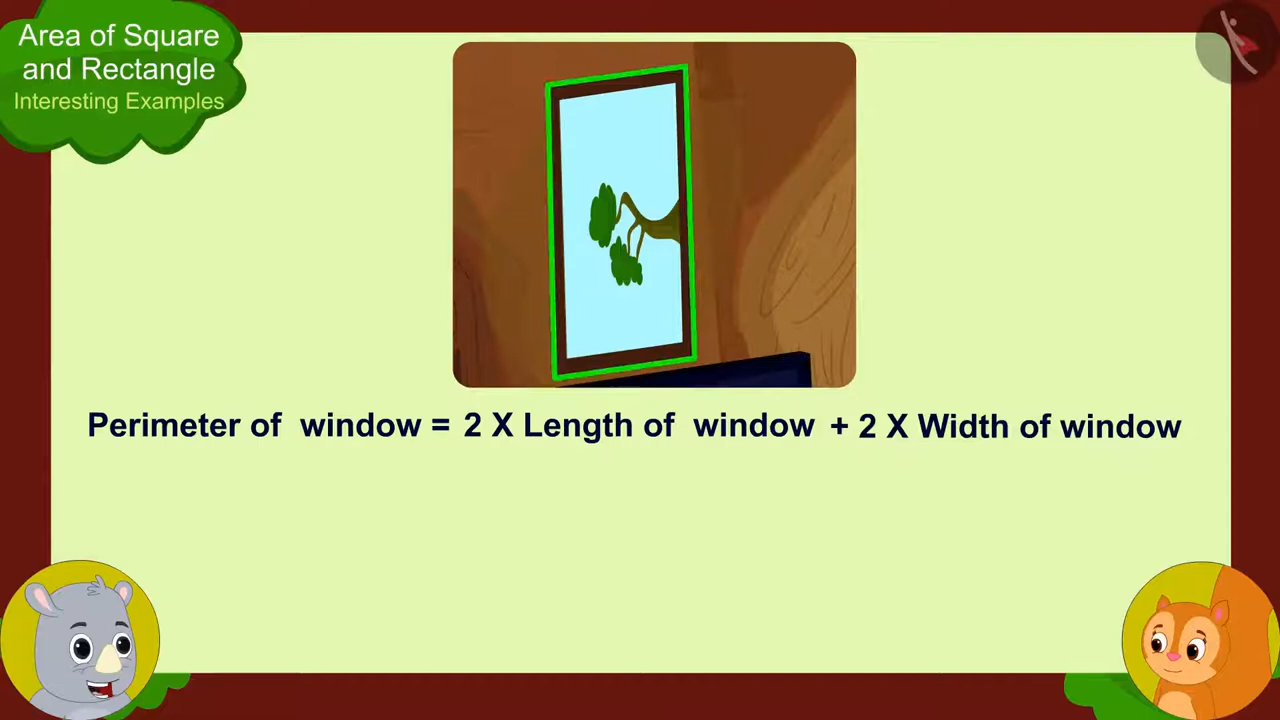 Area of Square
and Rectangle
Interesting Examples
Perimeter of window = 2 X Length of window + 2 X Width of window